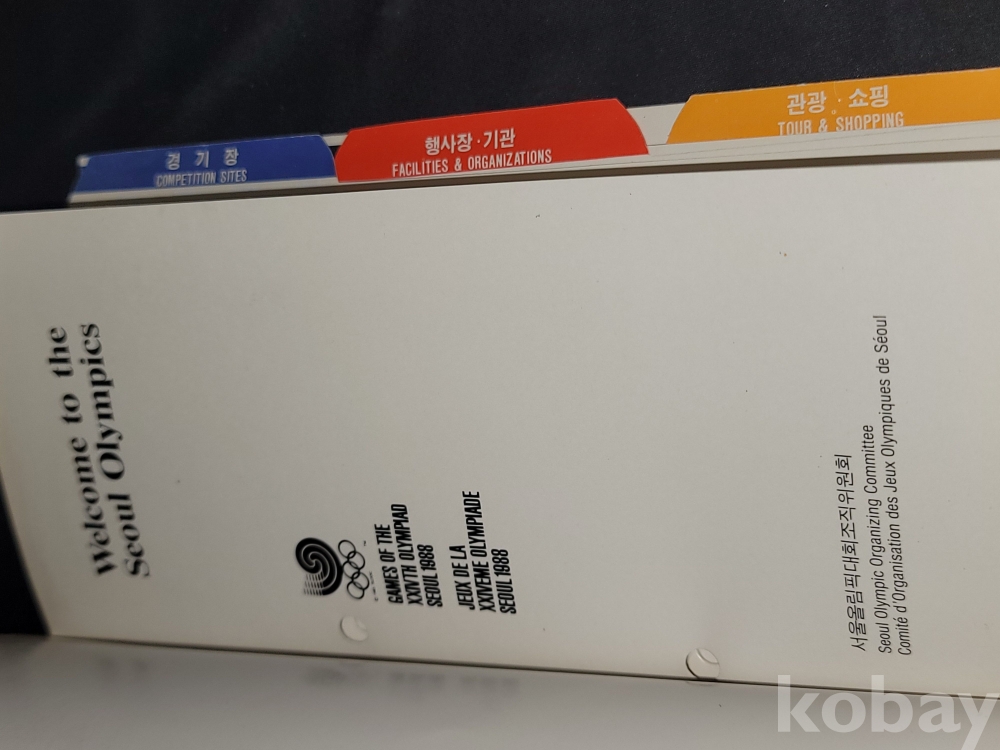 경 기 장
COMPETITION SITES
행사장·기관
FACILITIES & ORGANIZATIONS
관광·쇼핑
TOUR & SHOPPING
Welcome to the
Seoul Olympics
GAMES OF THE
XXIVTH OLYMPIAD
SEOUL 1988
JEUX DE LA
XXIVEME OLYMPIADE
SEOUL 1988
서울올림픽대회조직위원회
Seoul Olympic Organizing Committee
Comité d'Organisation des Jeux Olympiques de Séoul
kobay